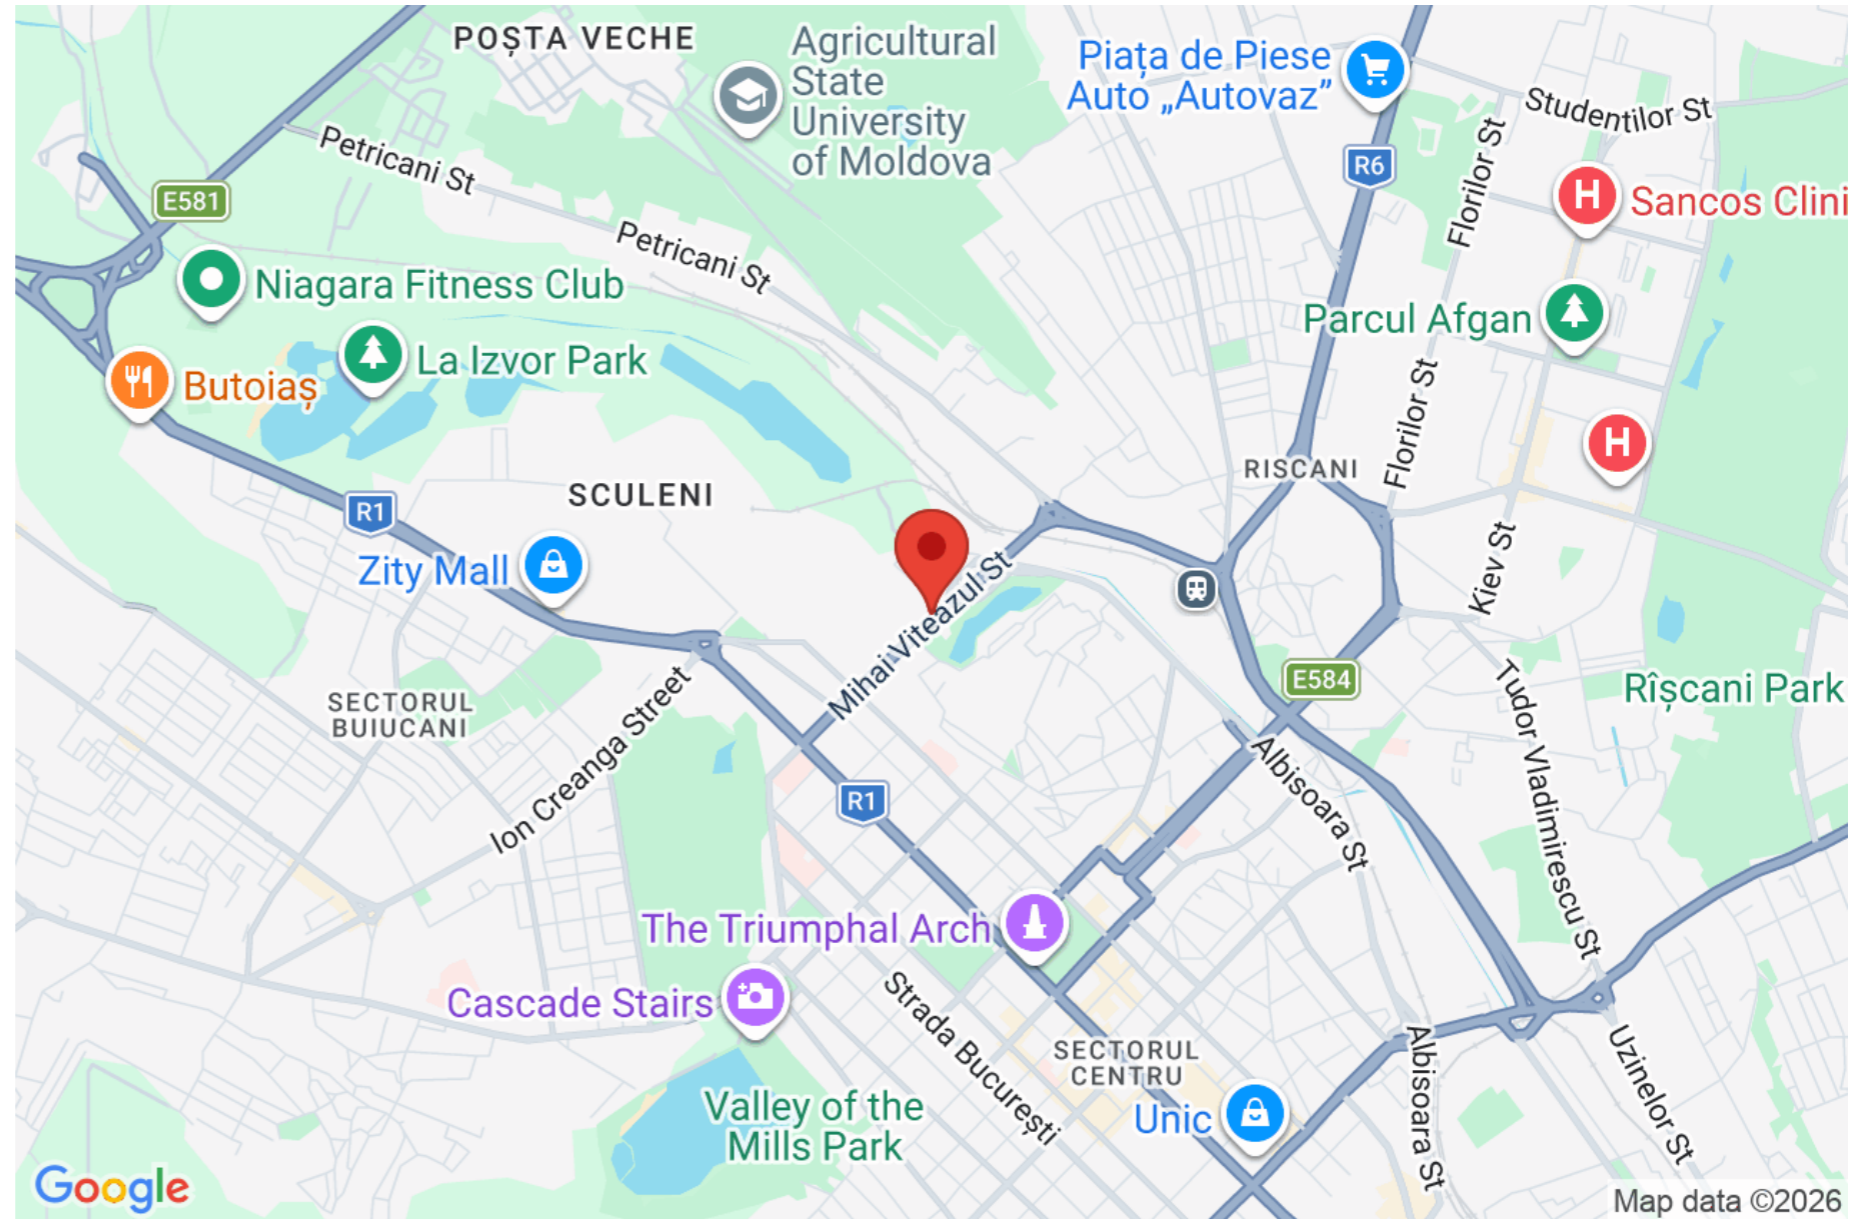 POȘTA VECHE
Agricultural
State
University
of Moldova
Piața de Piese
Auto „Autovaz”
Studentilor St
Petricani St
Florilor St
R6
E581
Sancos Clini
Petricani St
Niagara Fitness Club
Parcul Afgan
La Izvor Park
Butoiaș
Florilor St
H
H
RISCANI
SCULENI
R1
Zity Mall
Mihai Viteazul St
Kiev St
E584
Rîșcani Park
SECTORUL
BUIUCANI
Ion Creanga Street
Tudor Vladimirescu St
R1
Albisoara St
The Triumphal Arch
Cascade Stairs
Strada București
SECTORUL
CENTRU
Albisoara St
Uzinelor St
Valley of the
Mills Park
Unic
Google
Map data ©2026